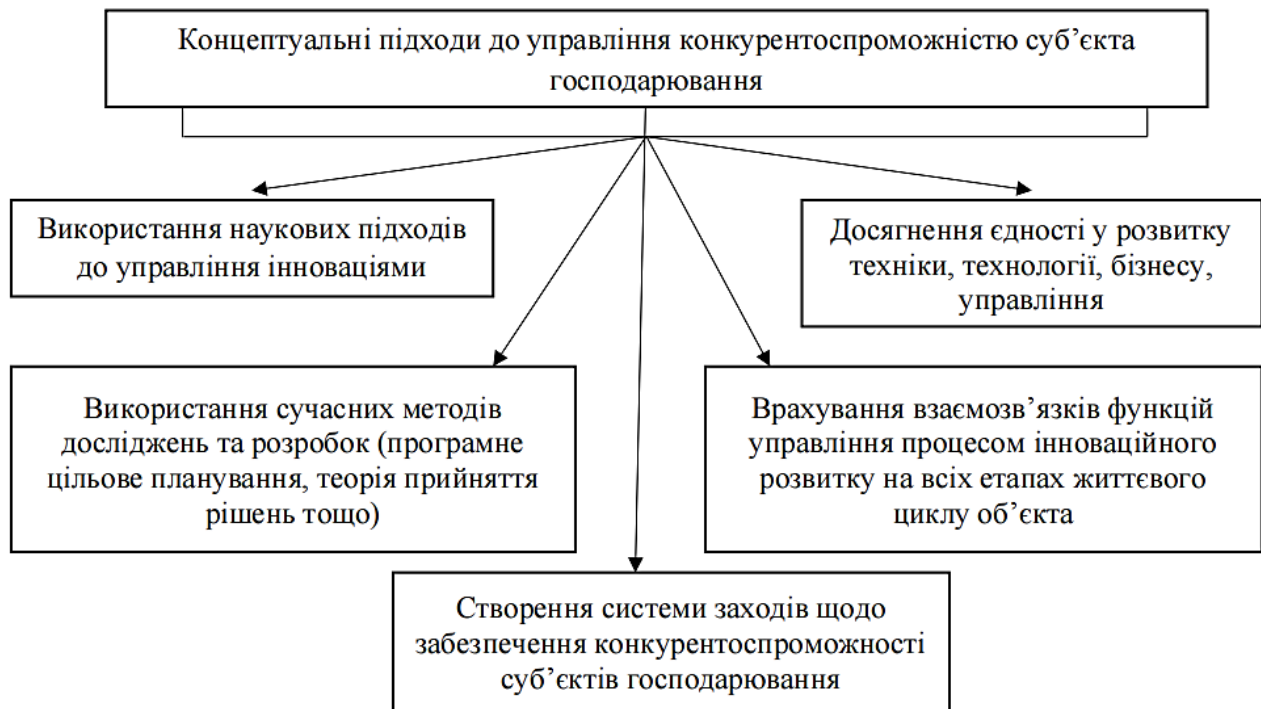 Концептуальні підходи до управління конкурентоспроможністю суб’єкта
господарювання
Використання наукових підходів
до управління інноваціями
Досягнення єдності у розвитку
техніки, технології, бізнесу,
управління
Використання сучасних методів
досліджень та розробок (програмне
цільове планування, теорія прийняття
рішень тощо)
Врахування взаємозв’язків функцій
управління процесом інноваційного
розвитку на всіх етапах життєвого
циклу об’єкта
Створення системи заходів щодо
забезпечення конкурентоспроможності
суб’єктів господарювання